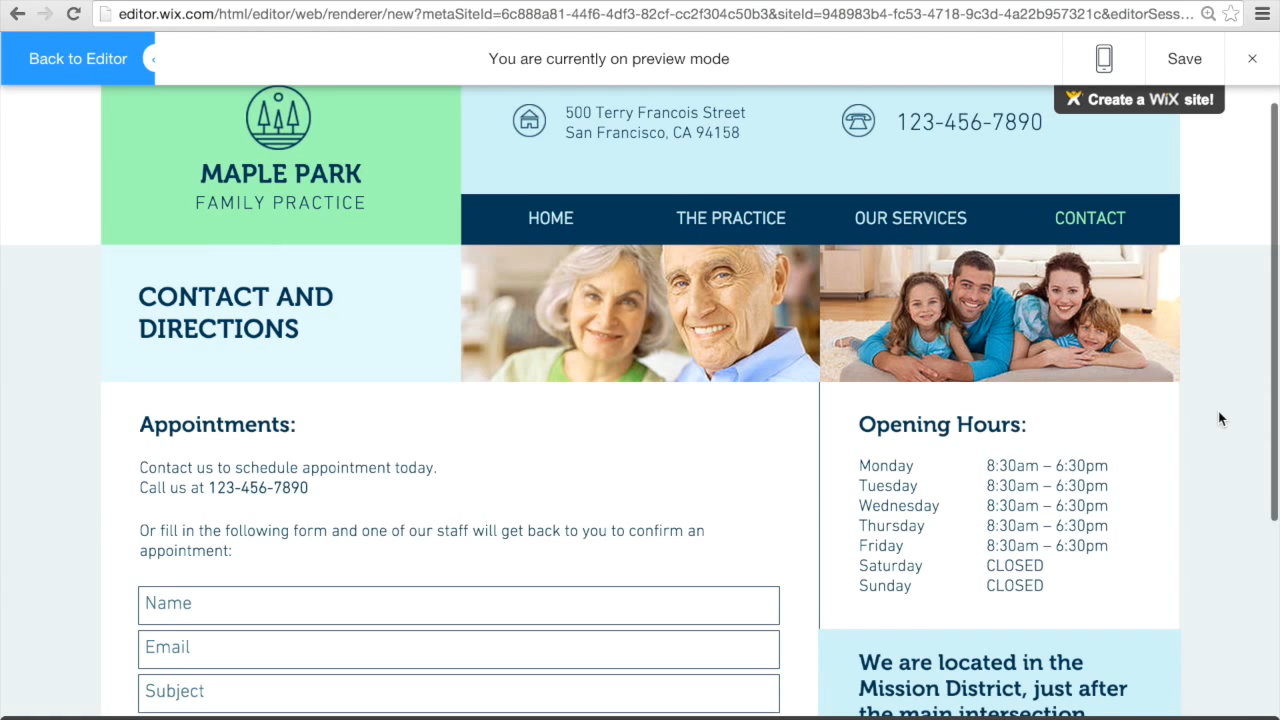 editor.wix.com/html/editor/web/renderer/new?metaSiteId=6c888a81-44f6-4df3-82cf-cc2f304c50b3&siteId=948983b4-fc53-4718-9c3d-4a22b957321c&editorSess...
Back to Editor
You are currently on preview mode
Save
Create a WiX site!
500 Terry Francois Street
San Francisco, CA 94158
123-456-7890
MAPLE PARK
FAMILY PRACTICE
HOME
THE PRACTICE
OUR SERVICES
CONTACT
CONTACT AND
DIRECTIONS
Appointments:
Contact us to schedule appointment today.
Call us at 123-456-7890
Or fill in the following form and one of our staff will get back to you to confirm an
appointment:
Name
Email
Subject
Opening Hours:
Monday 8:30am – 6:30pm
Tuesday 8:30am – 6:30pm
Wednesday 8:30am – 6:30pm
Thursday 8:30am – 6:30pm
Friday 8:30am – 6:30pm
Saturday CLOSED
Sunday CLOSED
We are located in the
Mission District, just after
the main intersection